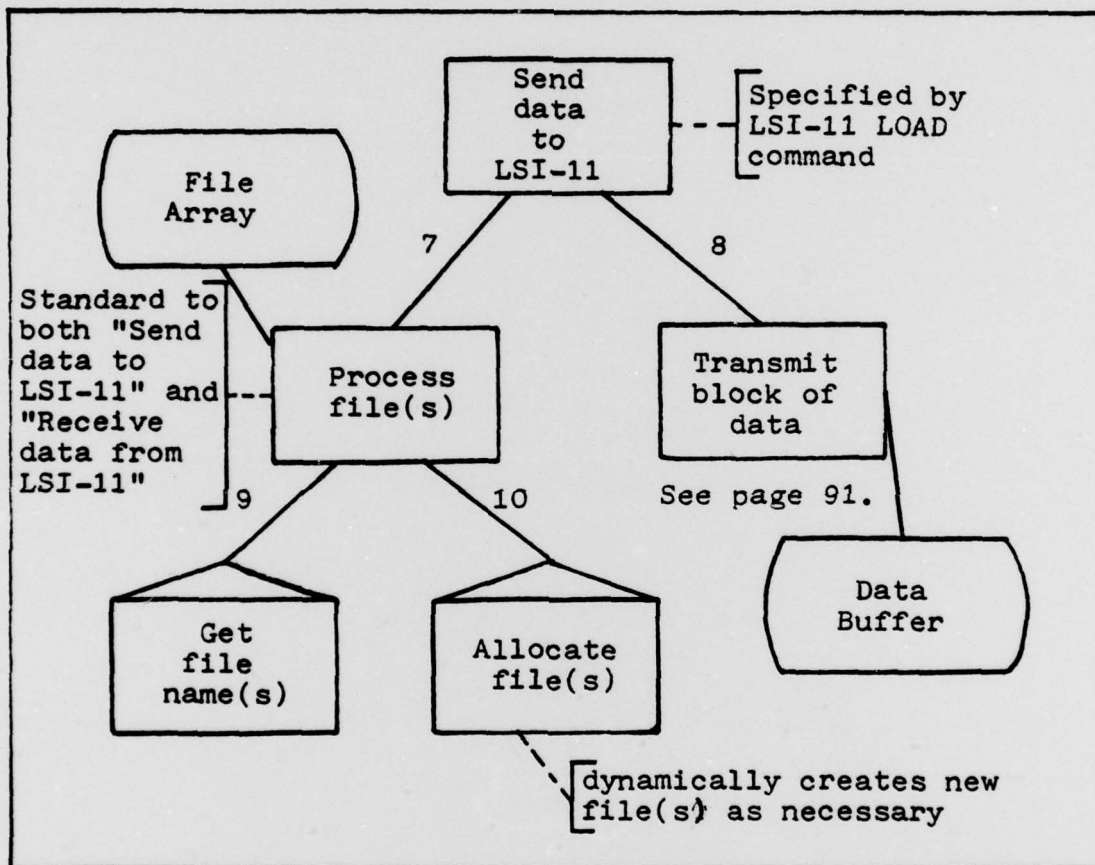 Send
data
to
LSI-11
Specified by
LSI-11 LOAD
command
File
Array
7
8
Standard to
both "Send
data to
LSI-11" and
"Receive
data from
LSI-11"
Process
file(s)
Transmit
block of
data
See page 91.
9
10
Get
file
name(s)
Allocate
file(s)
Data
Buffer
dynamically creates new
file(s) as necessary